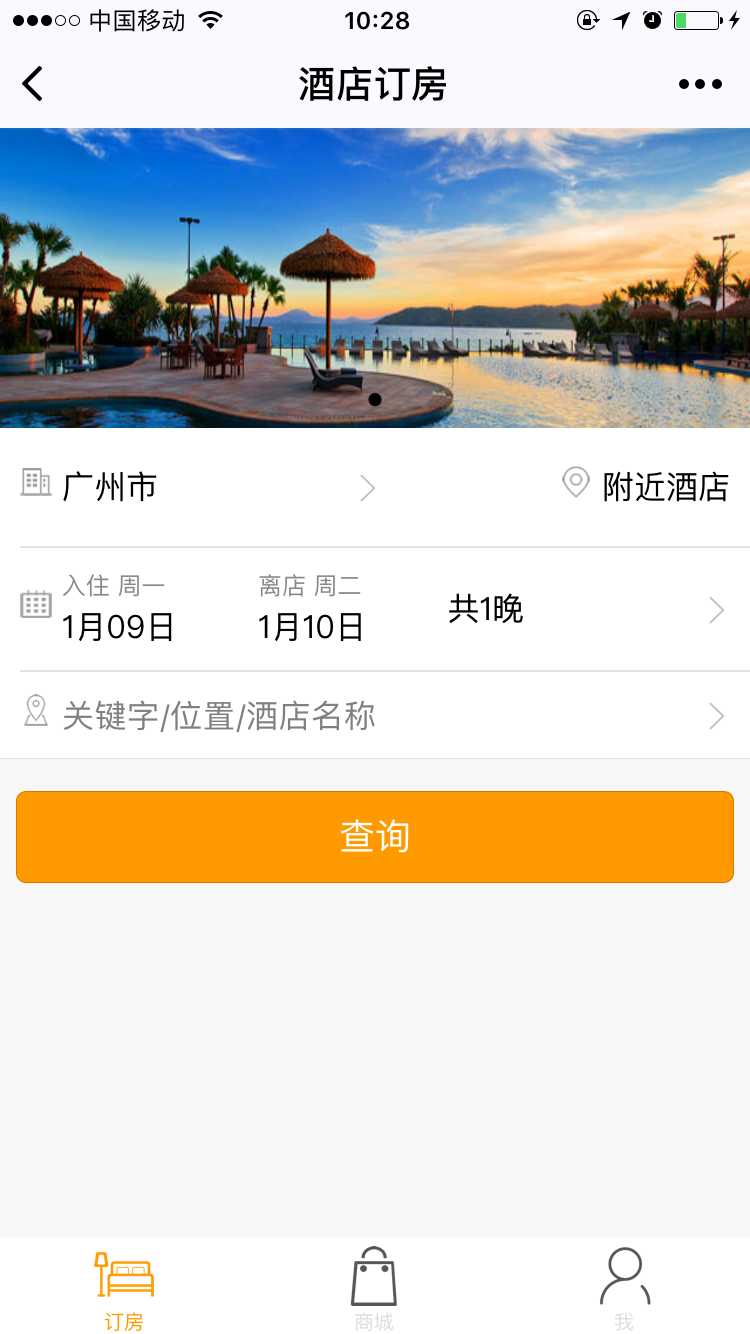 中国移动 10:28
酒店订房
广州市 附近酒店
入住 周一 离店 周二
1月09日 1月10日 共1晚
关键字/位置/酒店名称
查询
订房 商城 我